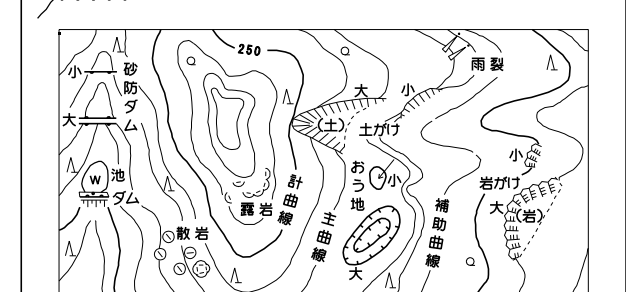 250
小
砂防ダム
大
雨裂
大
小
(土)
土がけ
小
池
ダム
W
おう地
小
岩がけ
大
(岩)
計曲線
露岩
主曲線
補助曲線
散岩
大